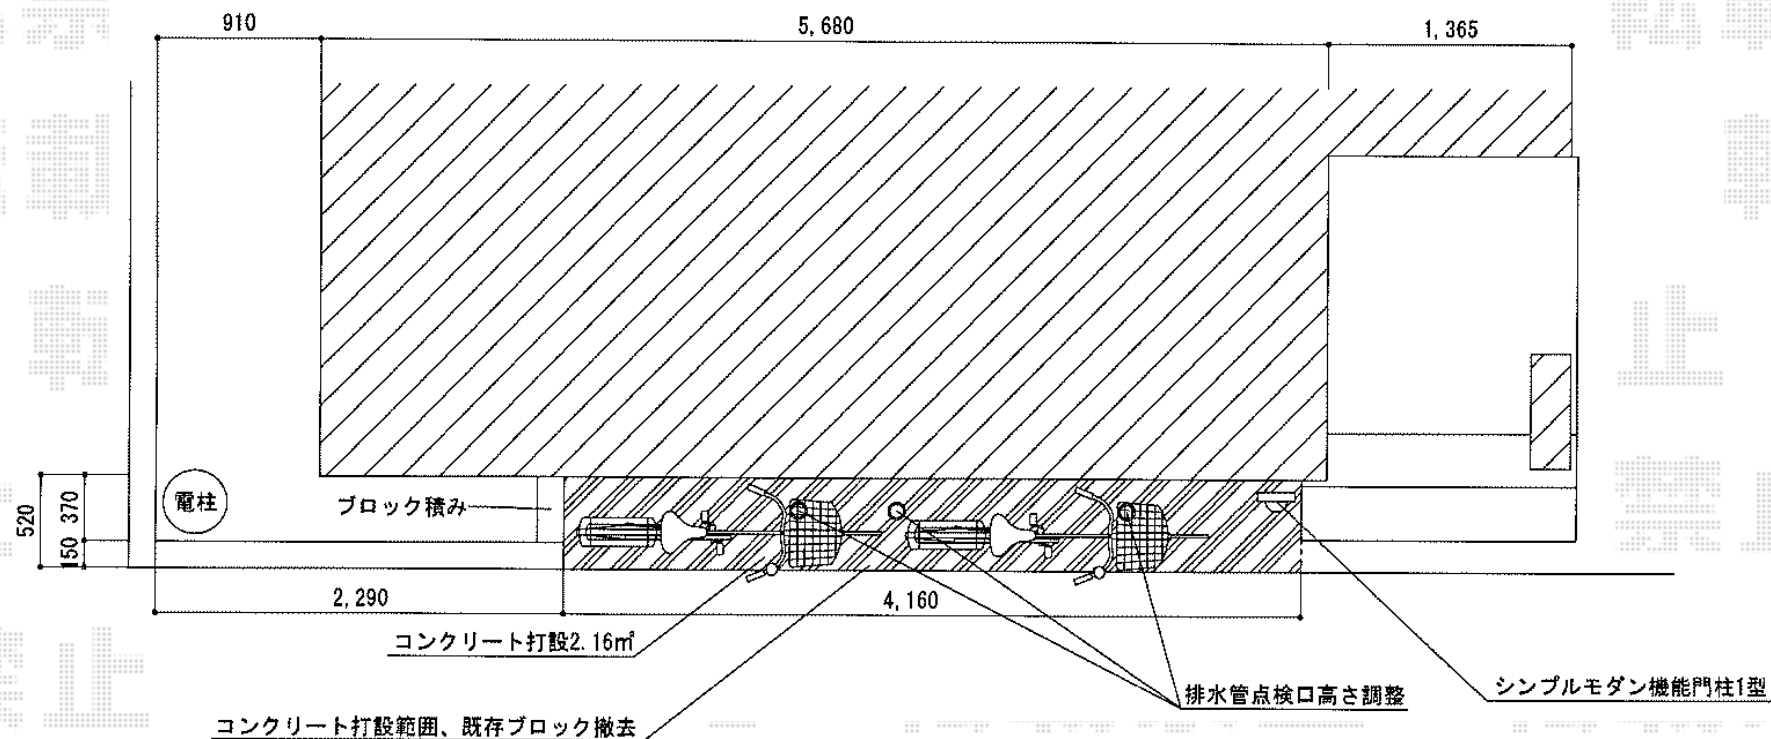 910
5,680
1,365
520
370
150
電柱
ブロック積み
2,290
4,160
コンクリート打設2.16㎡
排水管点検口高さ調整
シンプルモダン機能門柱1型
コンクリート打設範囲、既存ブロック撤去